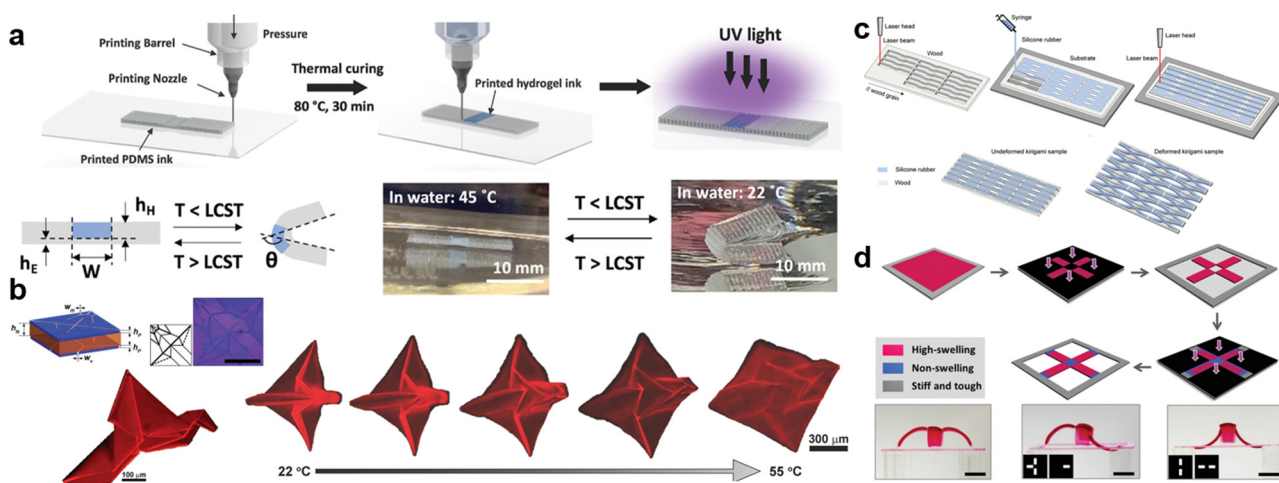 a
Printing Barrel
Pressure
Printing Nozzle
Printed PDMS ink
Thermal curing
80 °C, 30 min
Printed hydrogel ink
UV light
h_H
h_E
W
T < LCST
T > LCST
θ
In water: 45 ˚C
10 mm
T < LCST
T > LCST
In water: 22 ˚C
10 mm
b
100 μm
22 °C
55 °C
300 μm
c
Laser head
Laser beam
Wood
// wood grain
Syringe
Silicone rubber
Substrate
Laser head
Laser beam
Undeformed kirigami sample
Deformed kirigami sample
Silicone rubber
Wood
d
High-swelling
Non-swelling
Stiff and tough